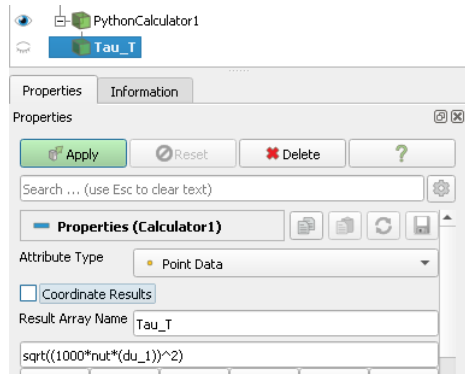 PythonCalculator1
Tau_T
Properties Information
Properties
Apply Reset Delete ?
Search ... (use Esc to clear text)
Properties (Calculator1)
Attribute Type Point Data
Coordinate Results
Result Array Name Tau_T
sqrt((1000*nut*(du_1))^2)